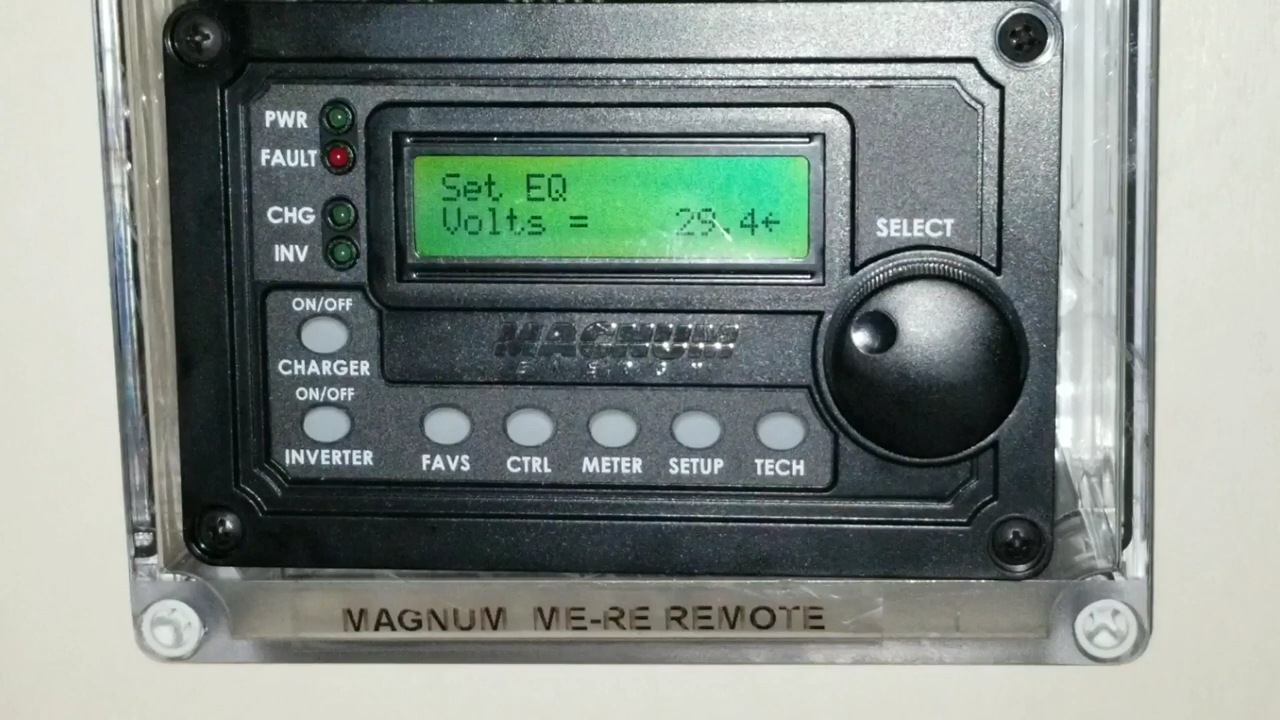 PWR
FAULT
CHG
INV
Set EQ
Volts = 29.4←
SELECT
ON/OFF
CHARGER
ON/OFF
INVERTER
MAGNUM
ENERGY
FAVS
CTRL
METER
SETUP
TECH
MAGNUM ME-RE REMOTE